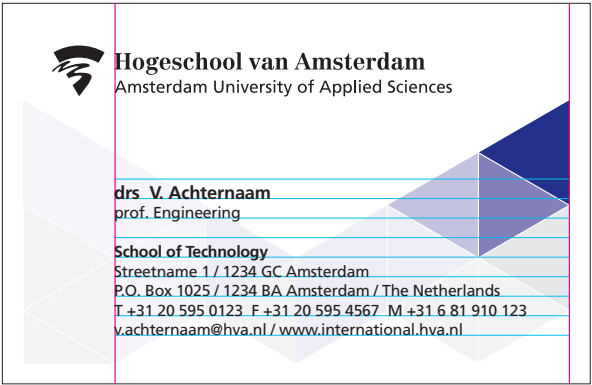 Hogeschool van Amsterdam
Amsterdam University of Applied Sciences
drs V. Achternaam
prof. Engineering
School of Technology
Streetname 1 / 1234 GC Amsterdam
P.O. Box 1025 / 1234 BA Amsterdam / The Netherlands
T +31 20 595 0123 F +31 20 595 4567 M +31 6 81 910 123
v.achternaam@hva.nl / www.international.hva.nl